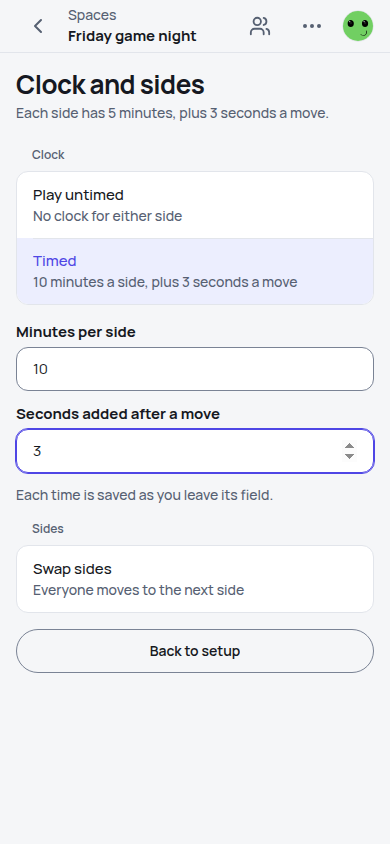 Spaces
Friday game night
Clock and sides
Each side has 5 minutes, plus 3 seconds a move.
Clock
Play untimed
No clock for either side
Timed
10 minutes a side, plus 3 seconds a move
Minutes per side
10
Seconds added after a move
3
Each time is saved as you leave its field.
Sides
Swap sides
Everyone moves to the next side
Back to setup